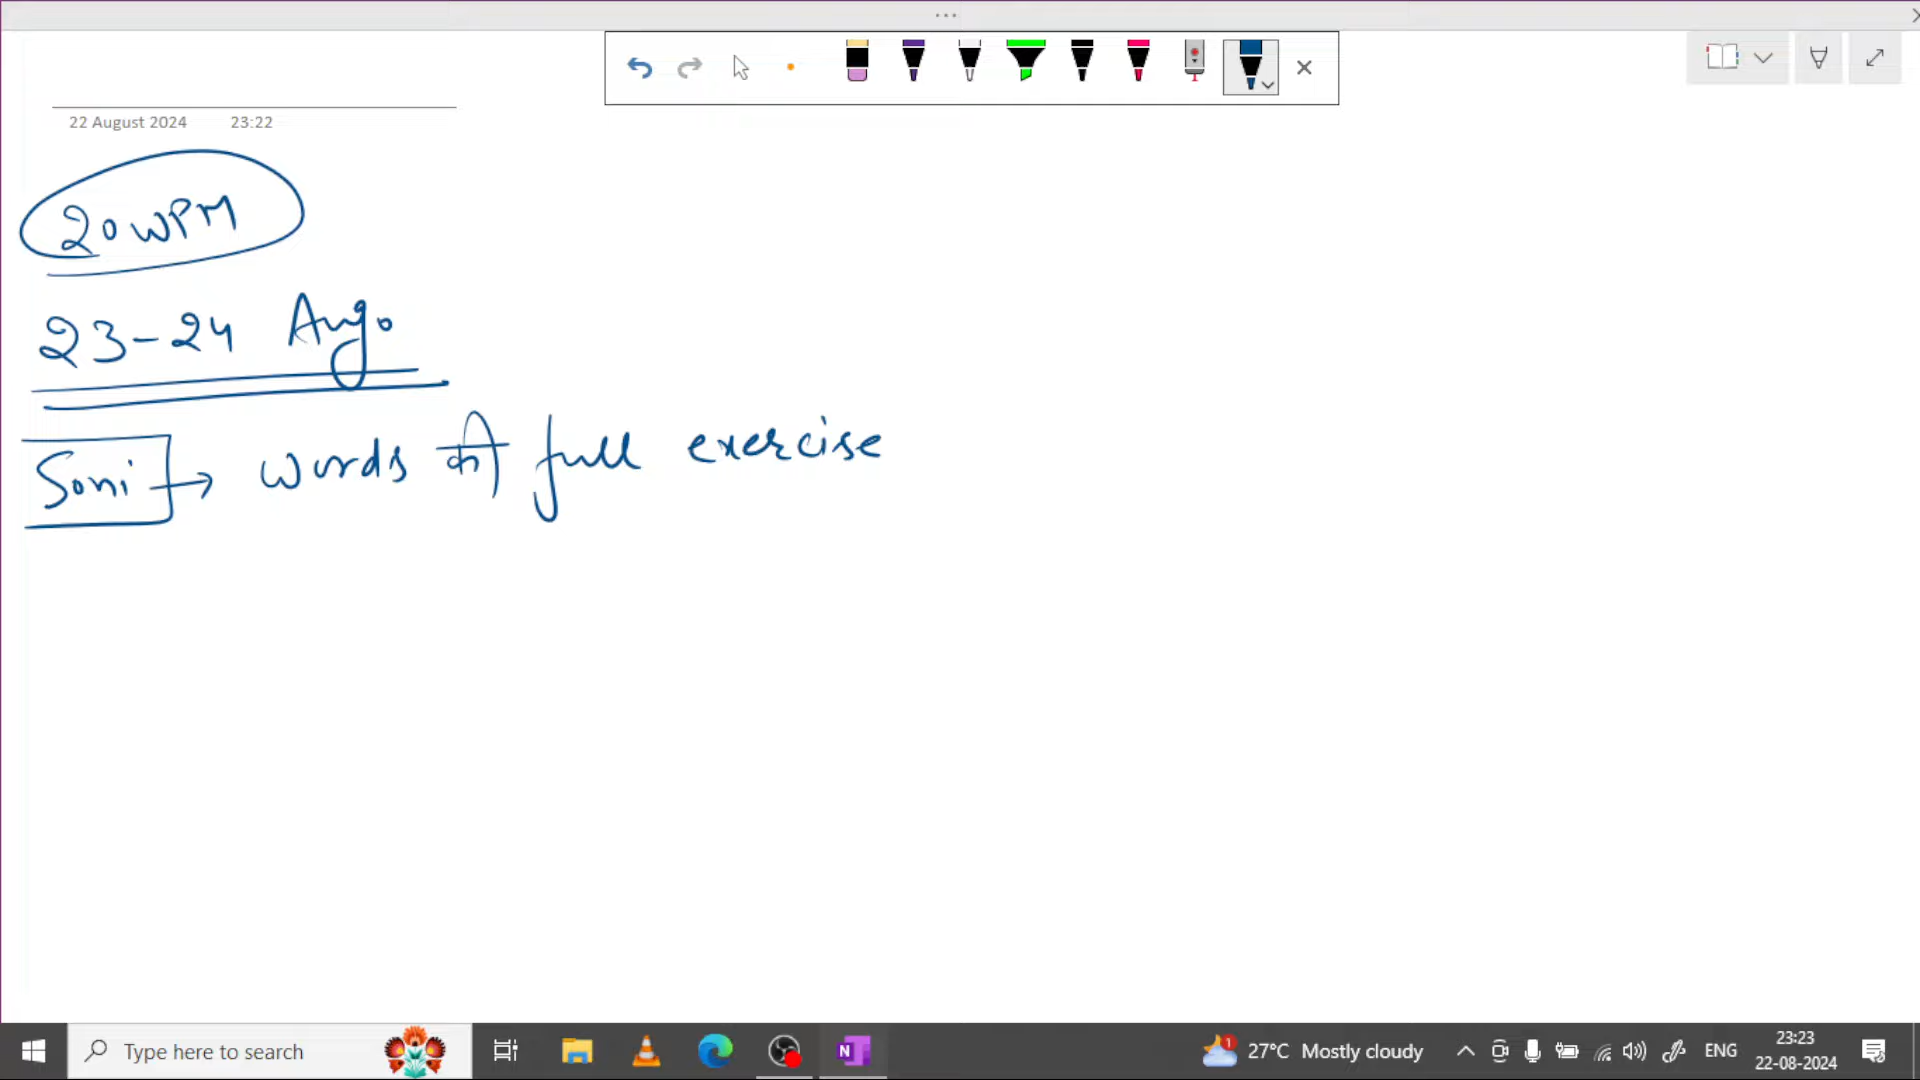 22 August 2024 23:22
20 WPM
23-24 Aug.
Soni → words की full exercise
Type here to search
1
27°C Mostly cloudy
ENG
23:23
22-08-2024